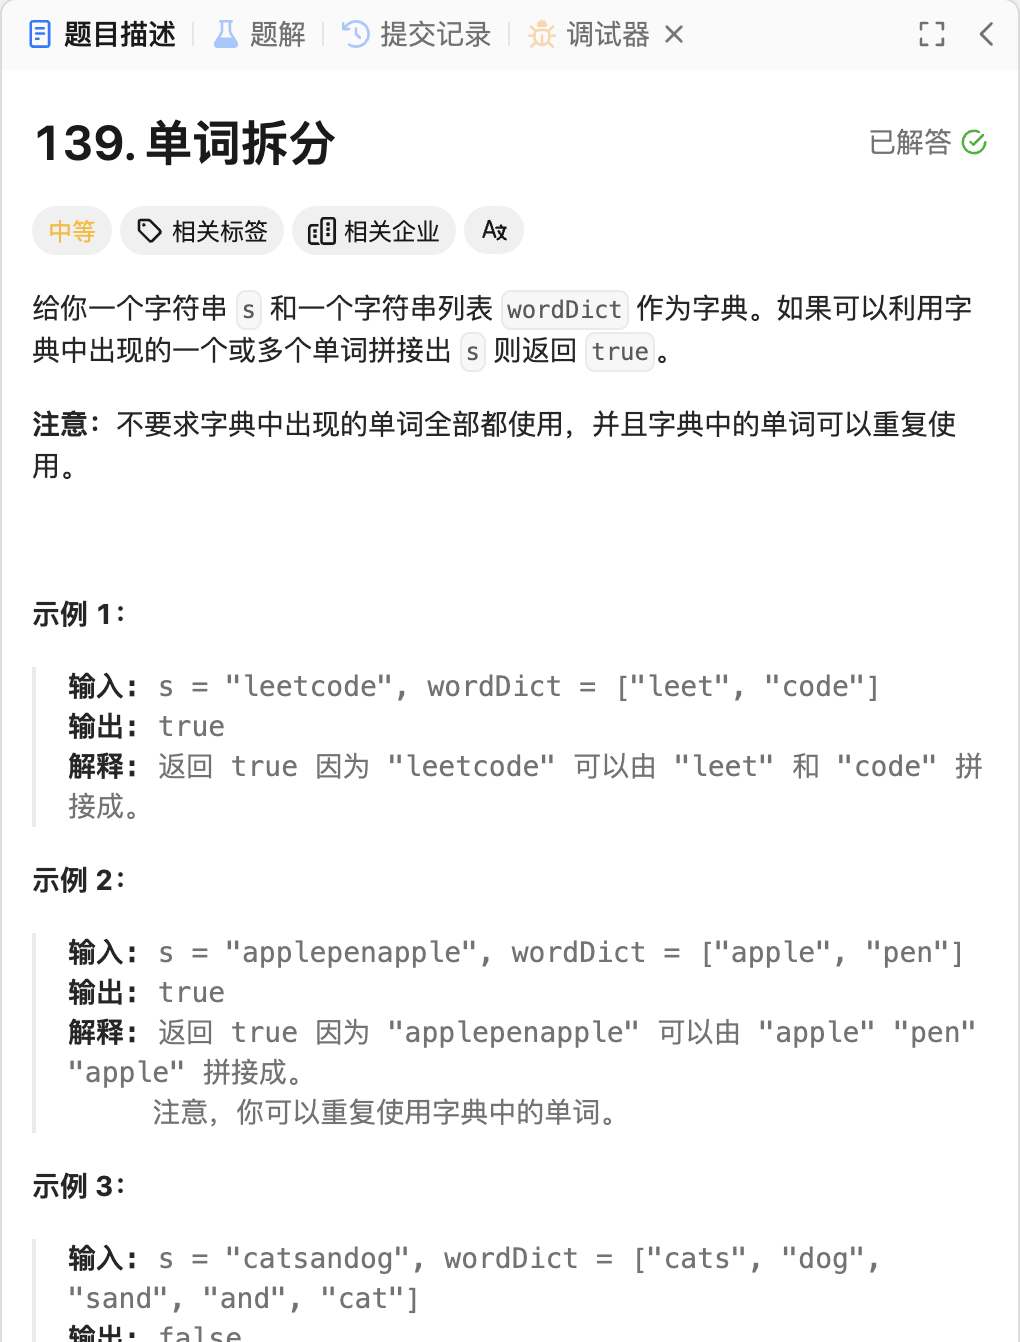 题目描述 题解 提交记录 调试器
139. 单词拆分
已解答
中等 相关标签 相关企业 A文
给你一个字符串 s 和一个字符串列表 wordDict 作为字典。如果可以利用字
典中出现的一个或多个单词拼接出 s 则返回 true。
注意：不要求字典中出现的单词全部都使用，并且字典中的单词可以重复使
用。
示例 1：
输入: s = "leetcode", wordDict = ["leet", "code"]
输出: true
解释: 返回 true 因为 "leetcode" 可以由 "leet" 和 "code" 拼
接成。
示例 2：
输入: s = "applepenapple", wordDict = ["apple", "pen"]
输出: true
解释: 返回 true 因为 "applepenapple" 可以由 "apple" "pen"
"apple" 拼接成。
注意，你可以重复使用字典中的单词。
示例 3：
输入: s = "catsandog", wordDict = ["cats", "dog",
"sand", "and", "cat"]
输出: false